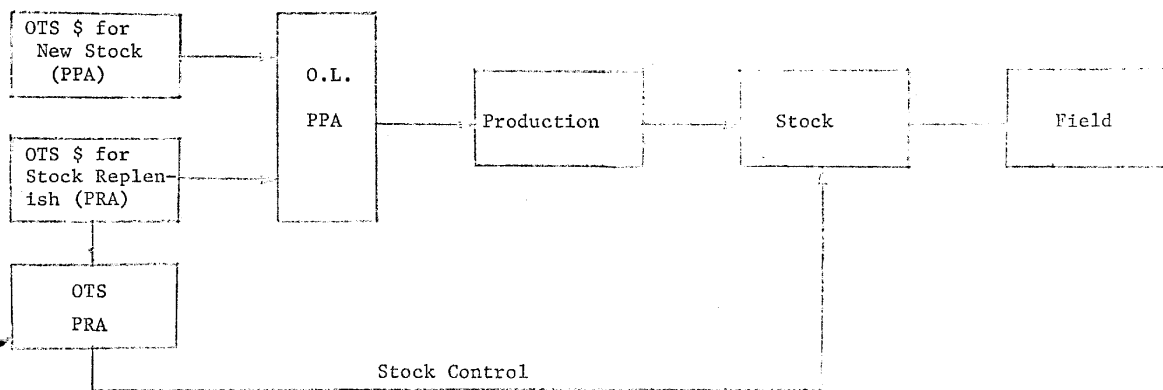 OTS $ for
New Stock
(PPA)
O.L.
PPA
Production
Stock
Field
OTS $ for
Stock Replen-
ish (PRA)
OTS
PRA
Stock Control